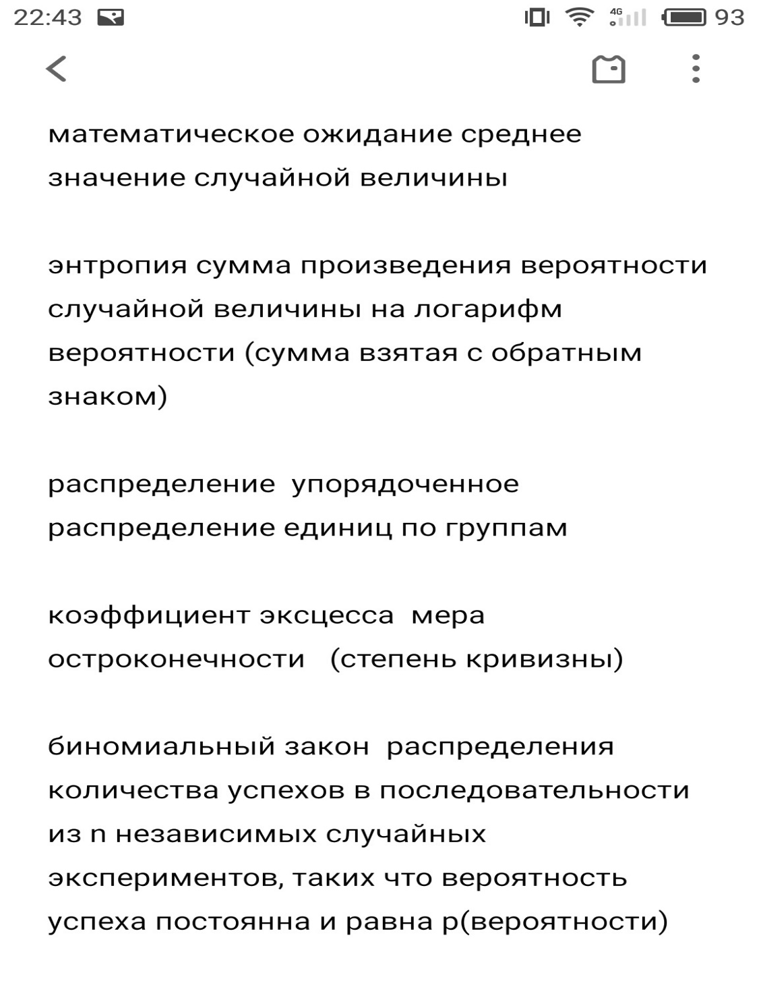 22:43
4G
93
математическое ожидание среднее
значение случайной величины
энтропия сумма произведения вероятности
случайной величины на логарифм
вероятности (сумма взятая с обратным
знаком)
распределение  упорядоченное
распределение единиц по группам
коэффициент эксцесса  мера
остроконечности   (степень кривизны)
биномиальный закон  распределения
количества успехов в последовательности
из n независимых случайных
экспериментов, таких что вероятность
успеха постоянна и равна р(вероятности)